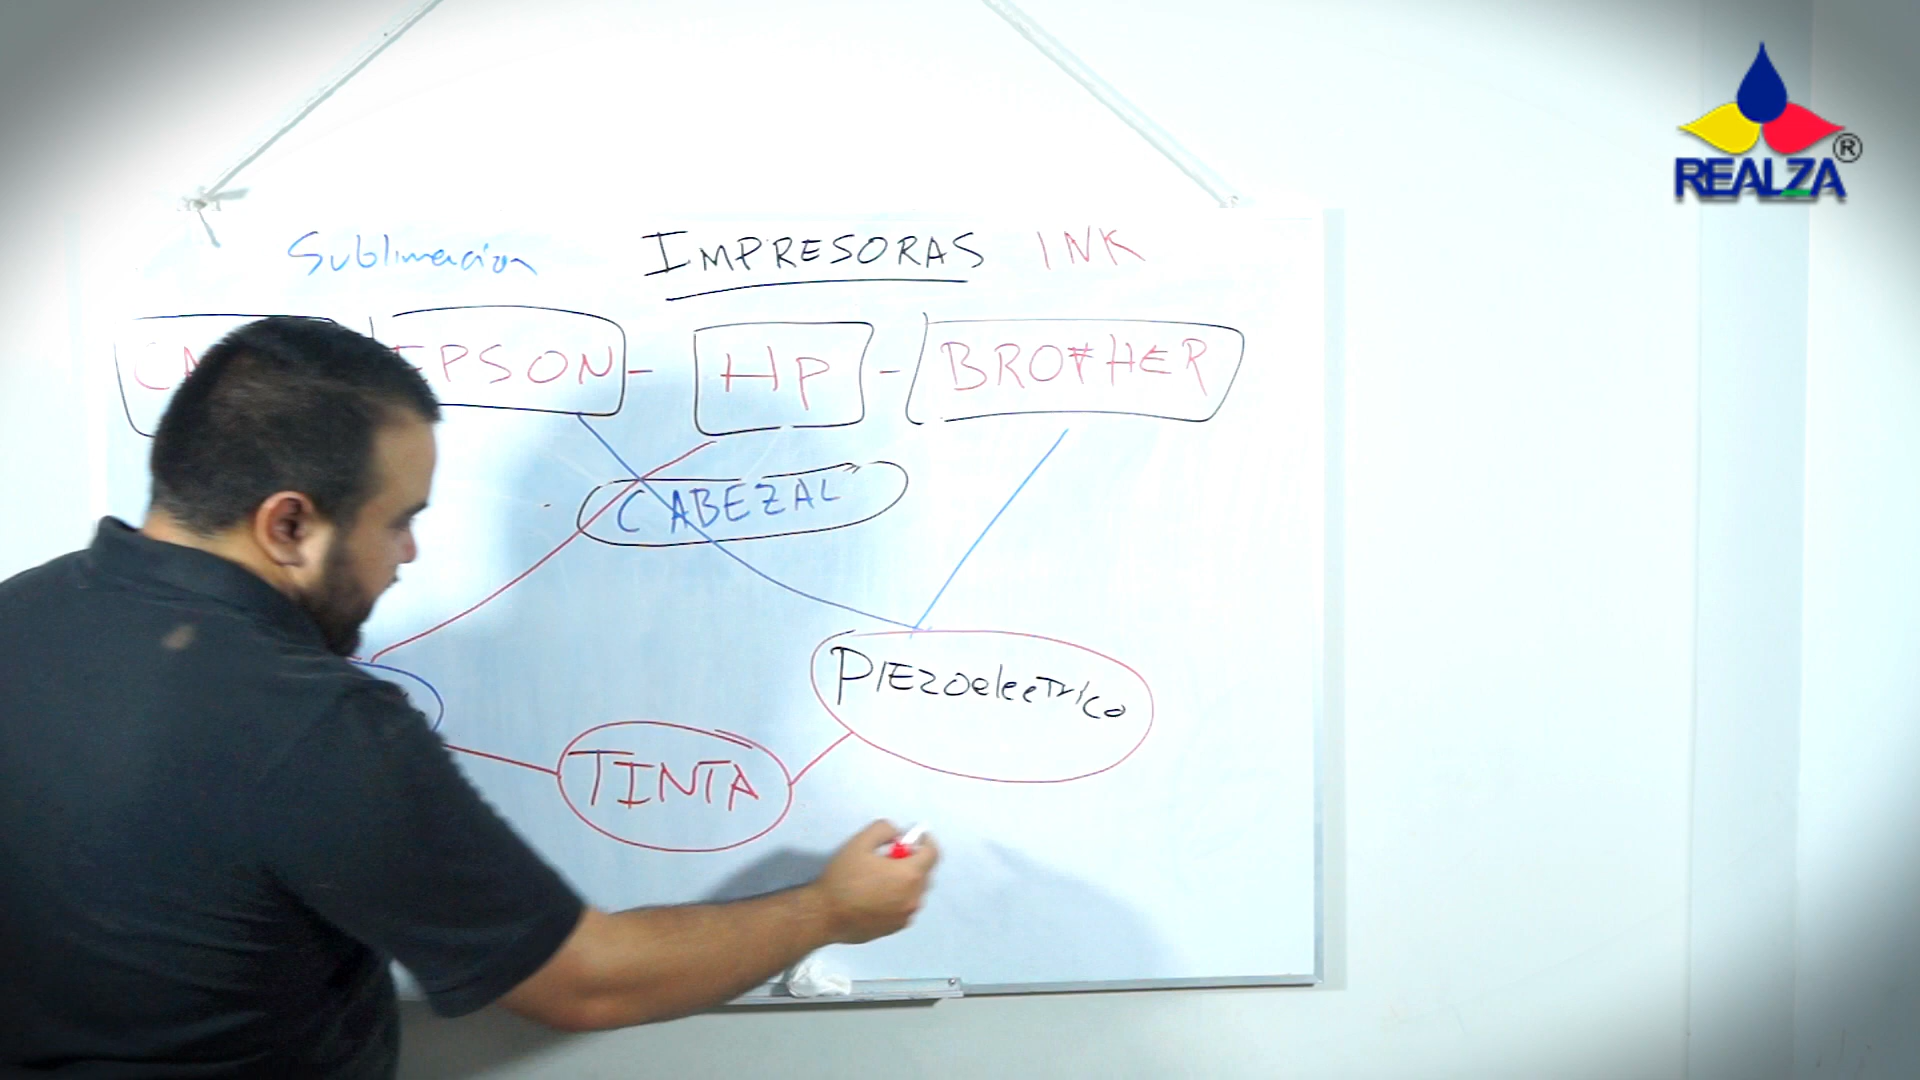 REALZA®
Sublimacion IMPRESORAS INK
EPSON - HP - BROTHER
CABEZAL
PIEZOelecTrico
TINTA